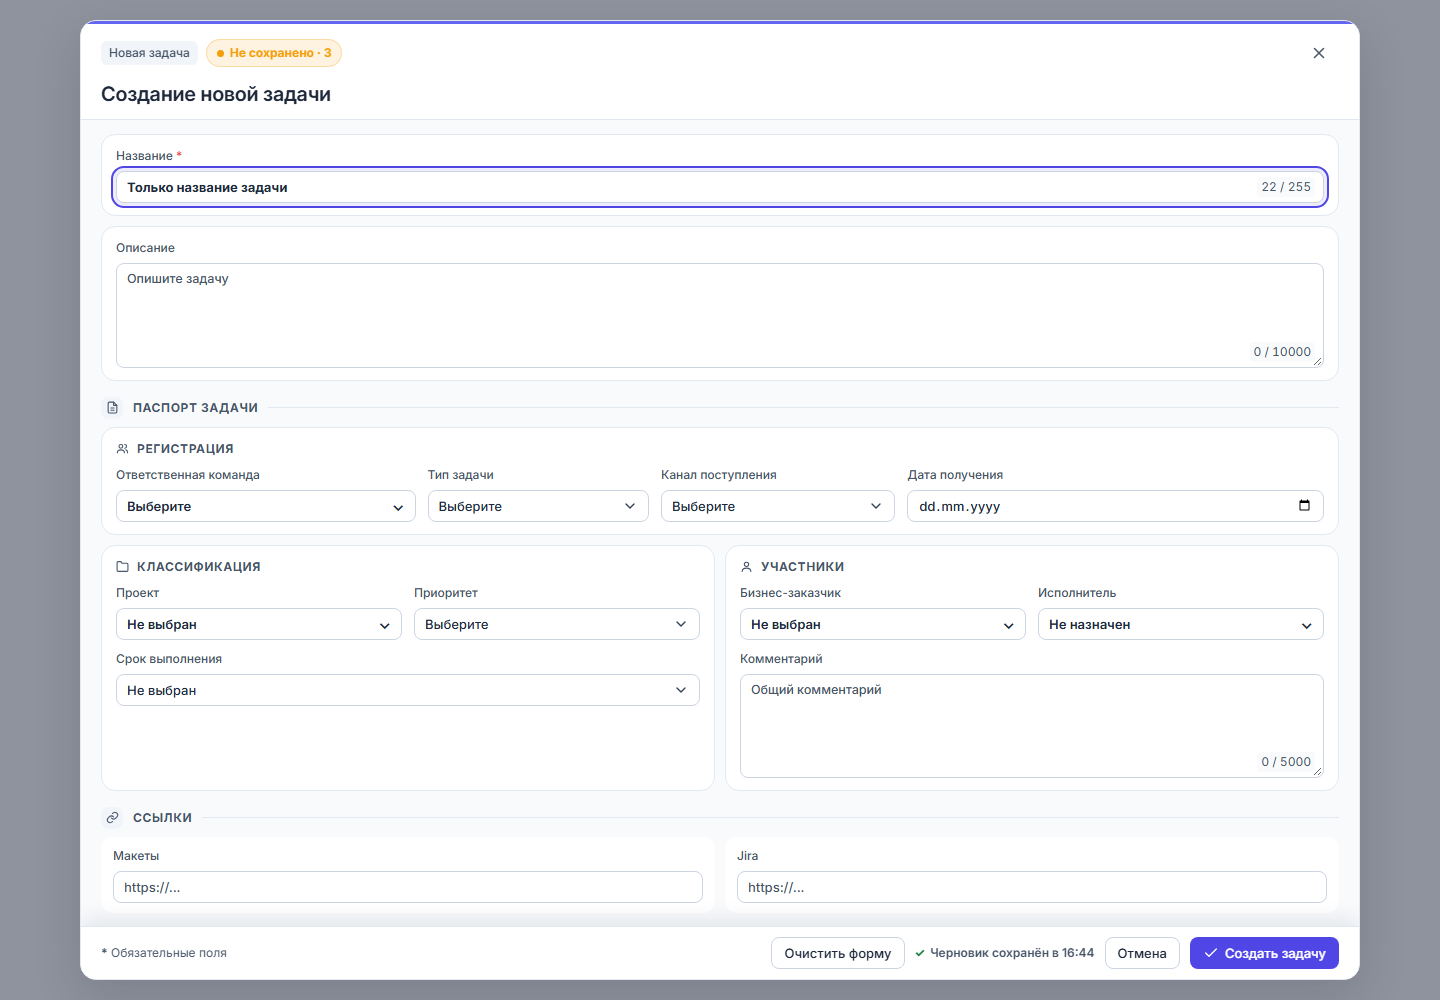 Новая задача
Не сохранено · 3
Создание новой задачи
Название *
Только название задачи
22 / 255
Описание
Опишите задачу
0 / 10000
ПАСПОРТ ЗАДАЧИ
РЕГИСТРАЦИЯ
Ответственная команда
Тип задачи
Канал поступления
Дата получения
Выберите
Выберите
Выберите
dd.mm.yyyy
КЛАССИФИКАЦИЯ
Проект
Приоритет
Не выбран
Выберите
Срок выполнения
Не выбран
УЧАСТНИКИ
Бизнес-заказчик
Исполнитель
Не выбран
Не назначен
Комментарий
Общий комментарий
0 / 5000
ССЫЛКИ
Макеты
https://...
Jira
https://...
* Обязательные поля
Очистить форму
Черновик сохранён в 16:44
Отмена
Создать задачу